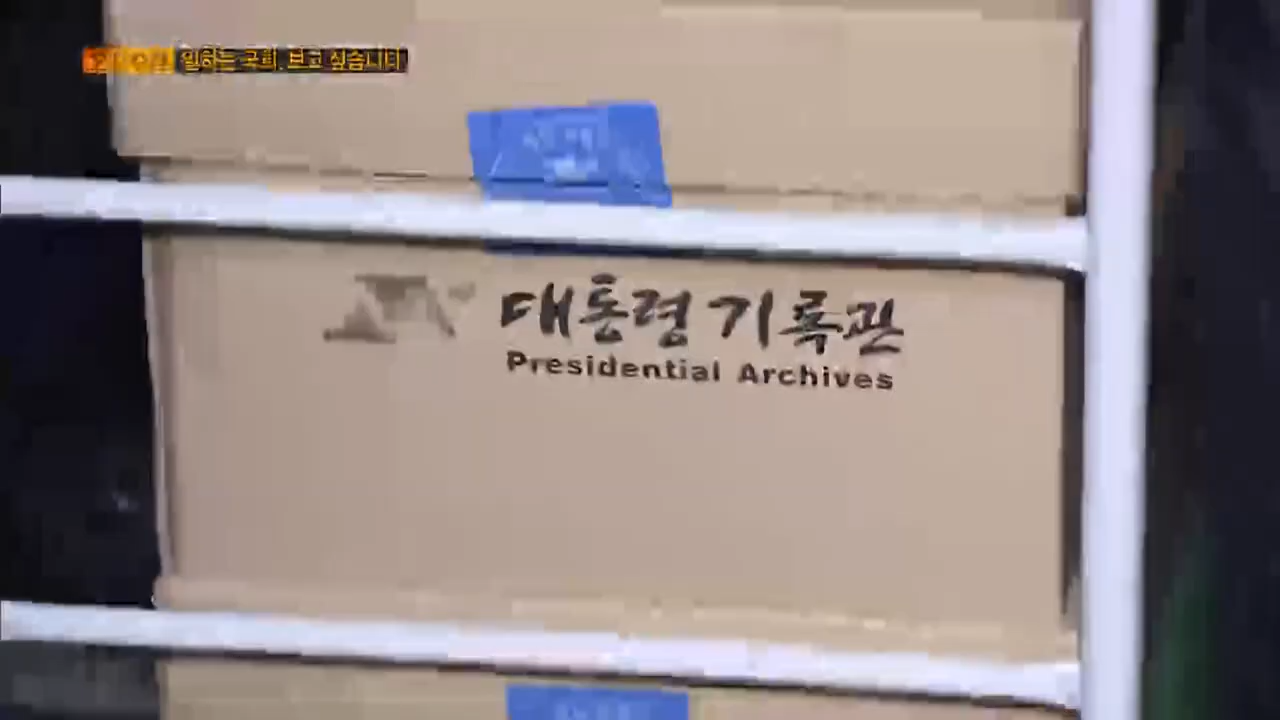 일하는 국회, 보고 싶습니다
대통령기록관
Presidential Archives